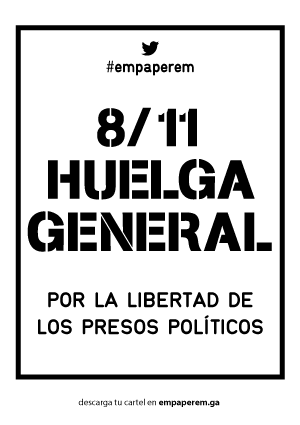 #empaperem
8/11
HUELGA
GENERAL
POR LA LIBERTAD DE
LOS PRESOS POLÍTICOS
descarga tu cartel en empaperem.ga